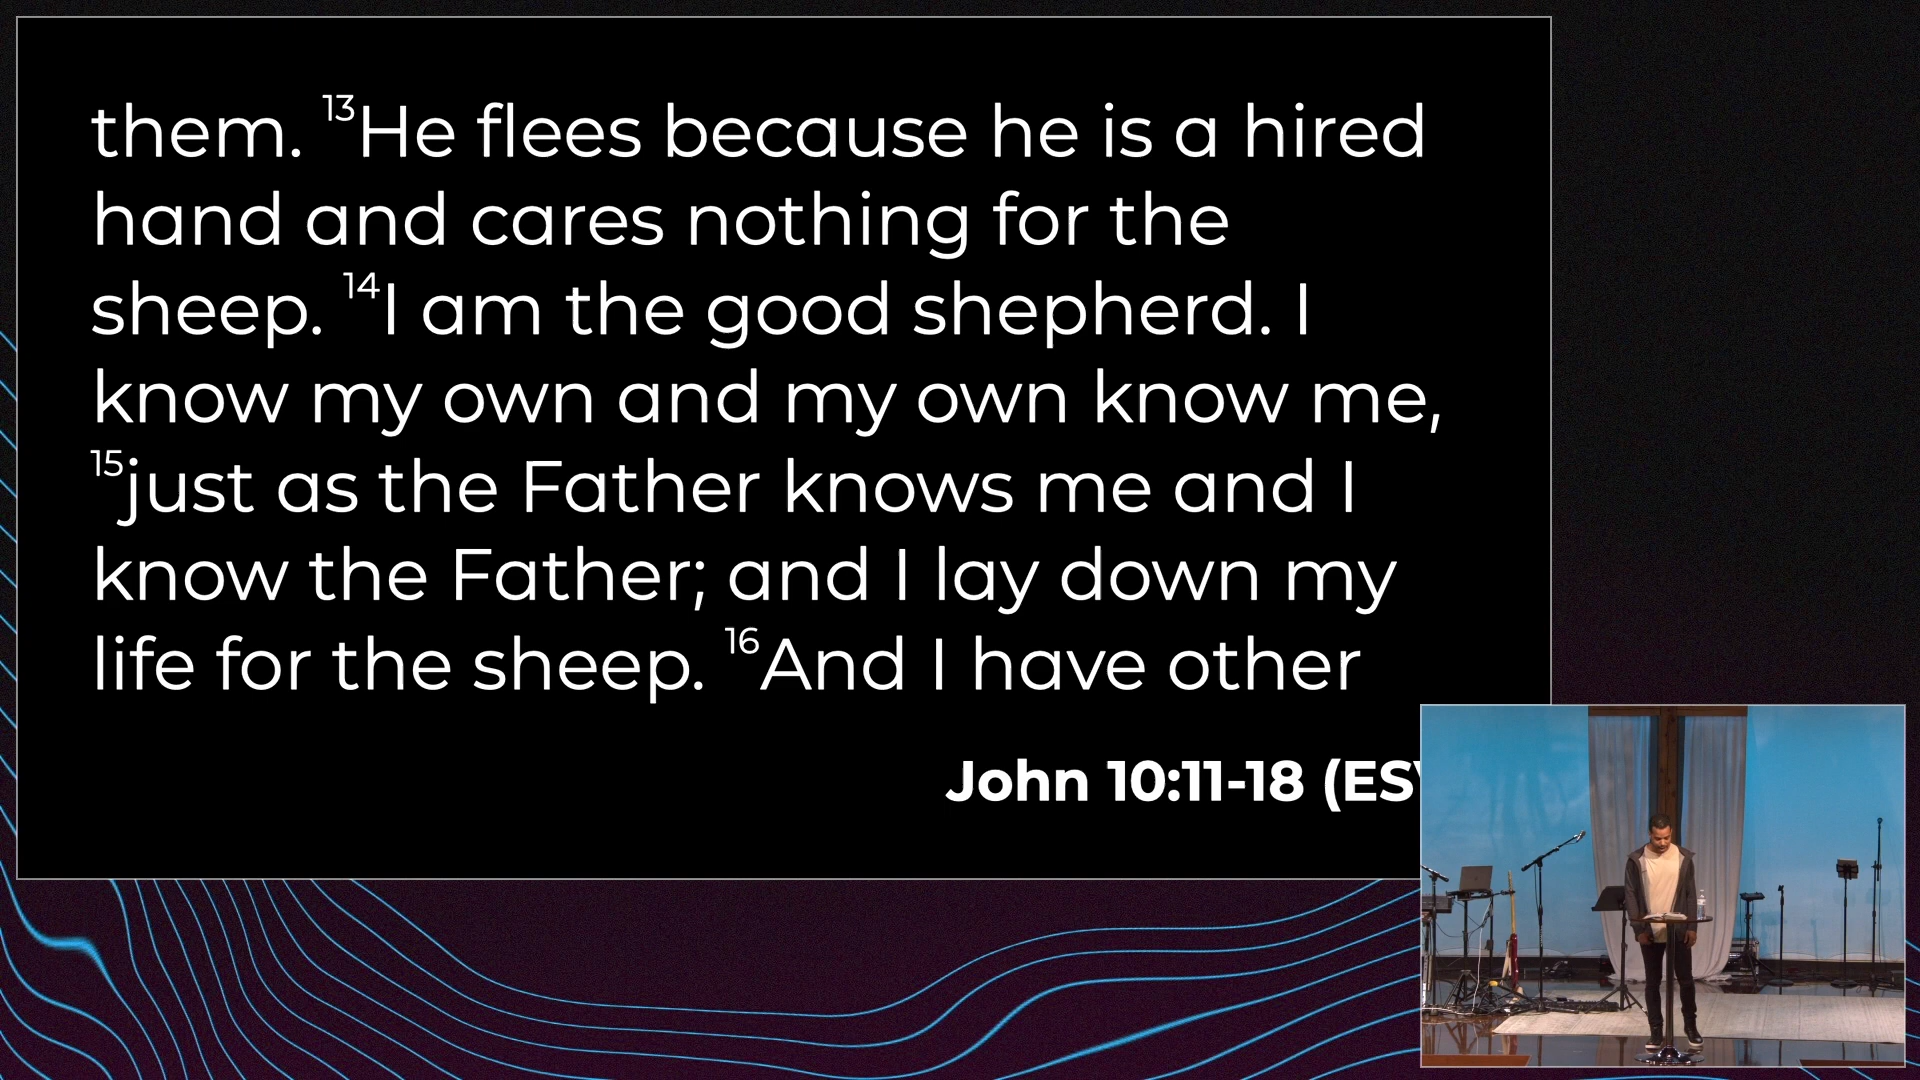 them. ¹³He flees because he is a hired
hand and cares nothing for the
sheep. ¹⁴I am the good shepherd. I
know my own and my own know me,
¹⁵just as the Father knows me and I
know the Father; and I lay down my
life for the sheep. ¹⁶And I have other
John 10:11-18 (ES